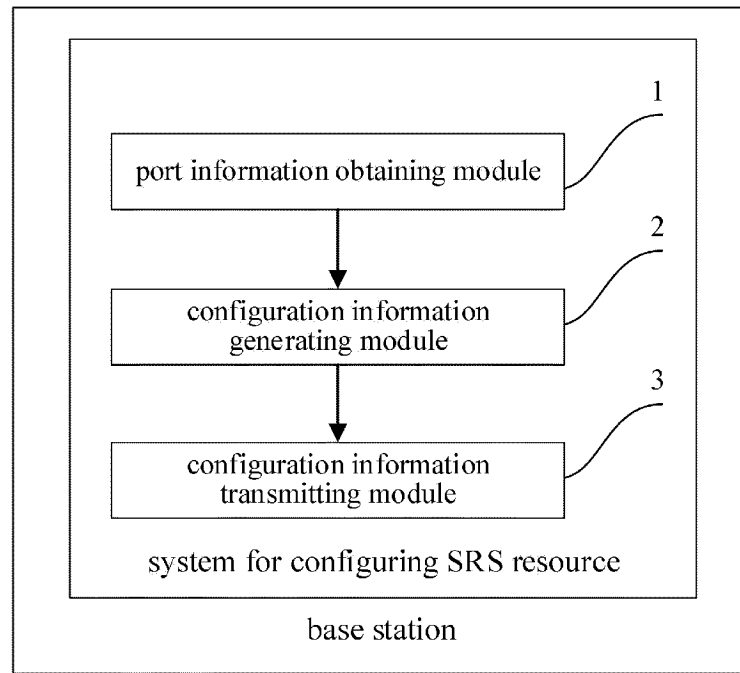 1
port information obtaining module
2
configuration information
generating module
3
configuration information
transmitting module
system for configuring SRS resource
base station